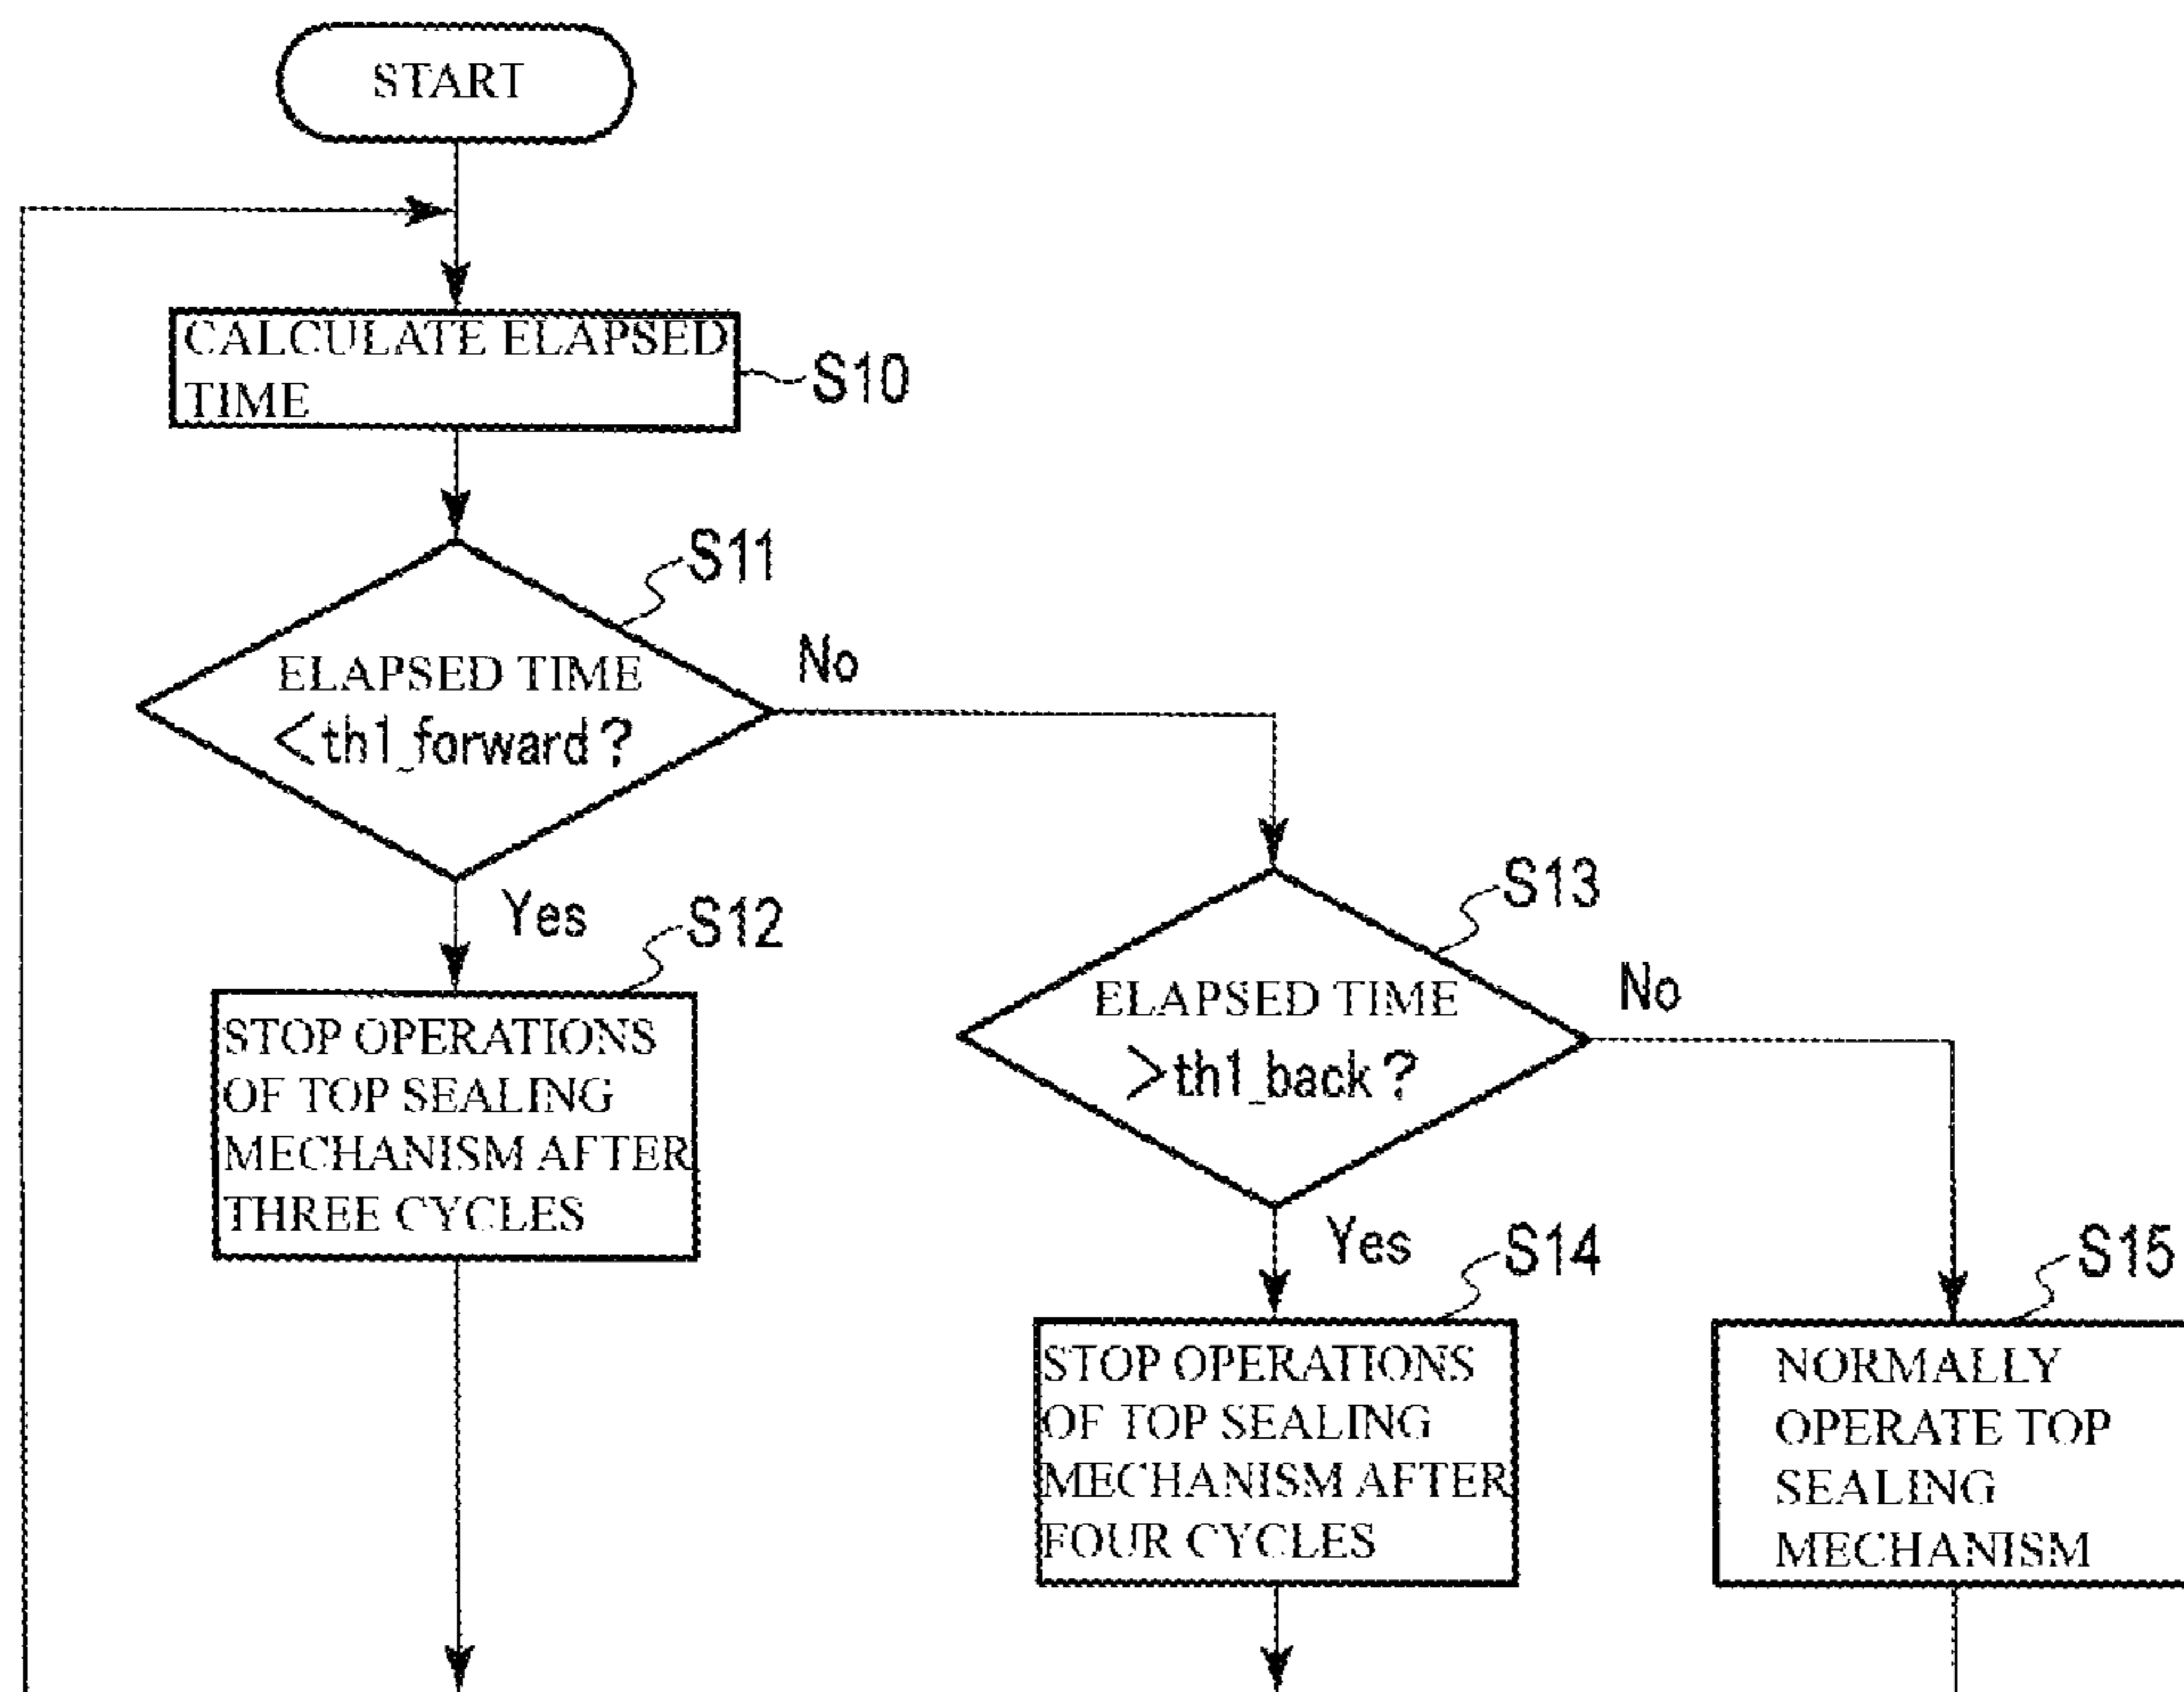 START
CALCULATE ELAPSED
TIME
S10
S11
ELAPSED TIME
<th1_forward?
No
Yes
S12
STOP OPERATIONS
OF TOP SEALING
MECHANISM AFTER
THREE CYCLES
S13
ELAPSED TIME
>th1_back?
No
Yes
S14
STOP OPERATIONS
OF TOP SEALING
MECHANISM AFTER
FOUR CYCLES
S15
NORMALLY
OPERATE TOP
SEALING
MECHANISM